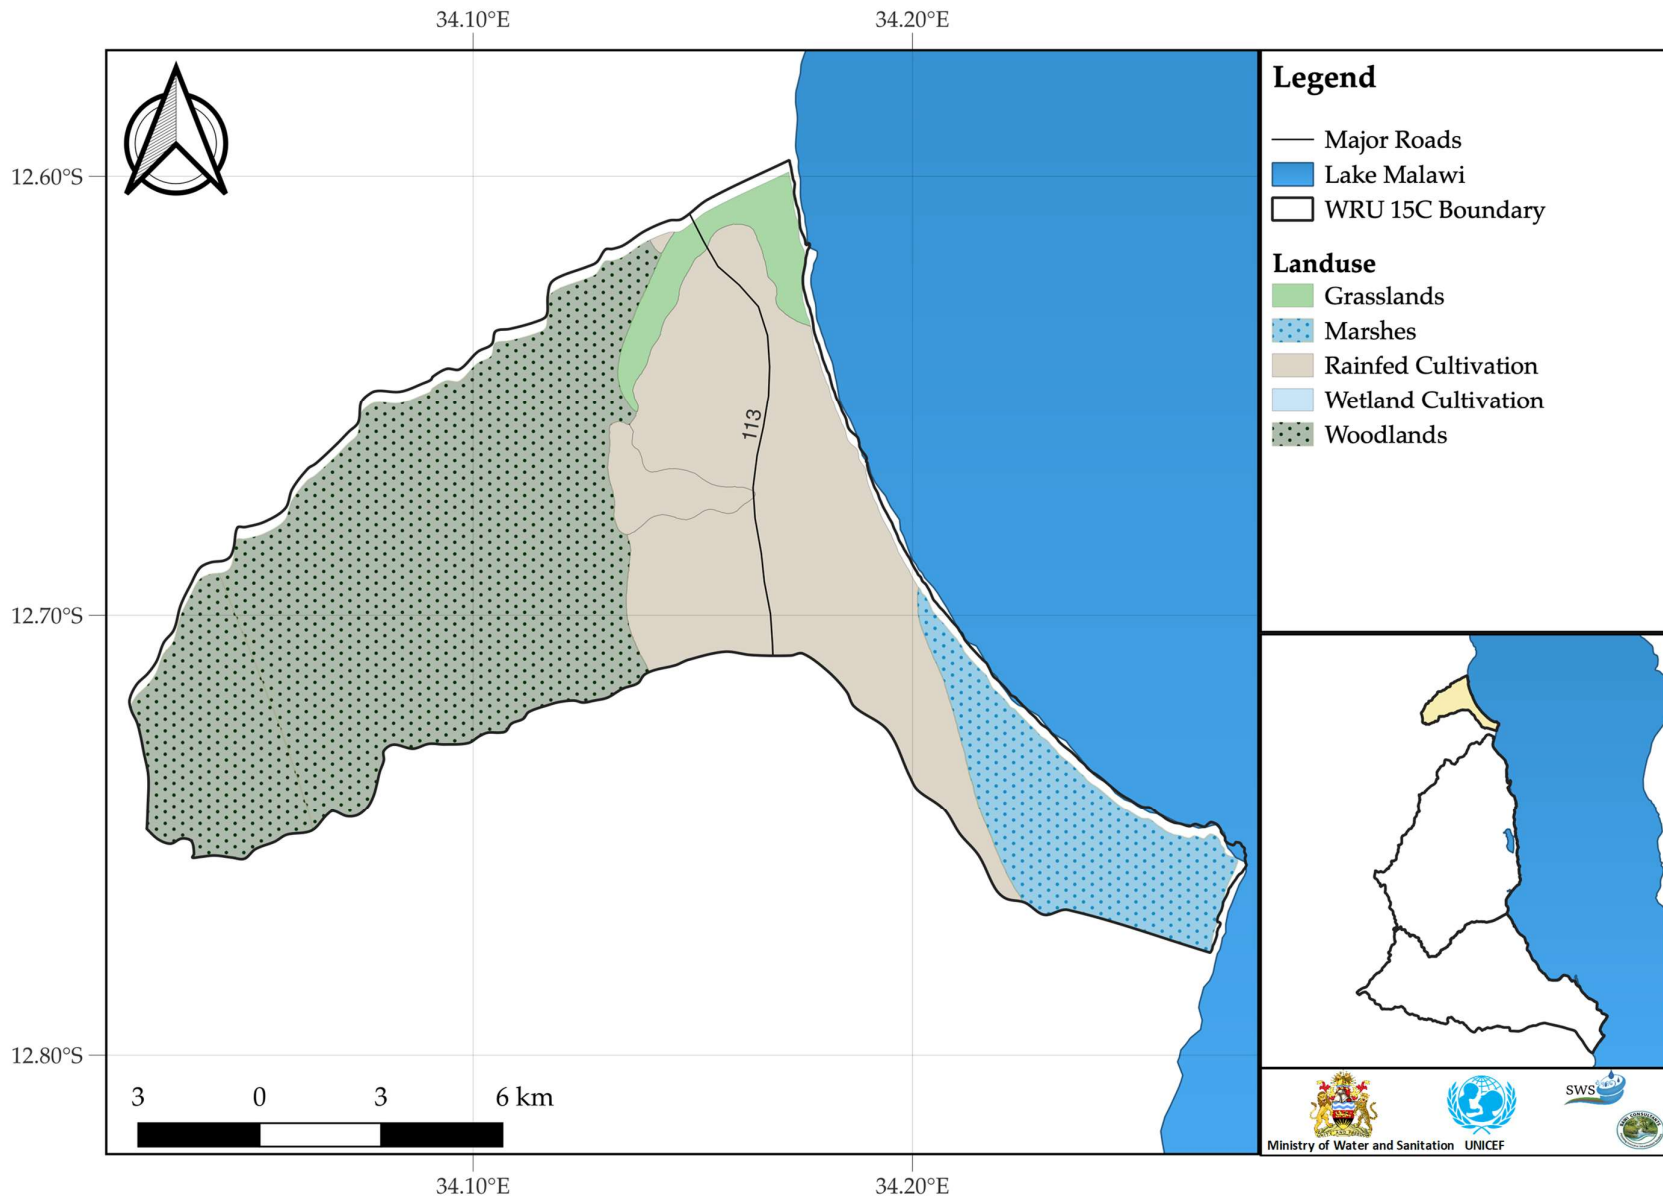 34.10°E 34.20°E
12.60°S
12.70°S
12.80°S
113
3 0 3 6 km
34.10°E 34.20°E
Legend
Major Roads
Lake Malawi
WRU 15C Boundary
Landuse
Grasslands
Marshes
Rainfed Cultivation
Wetland Cultivation
Woodlands
SWS
Ministry of Water and Sanitation UNICEF